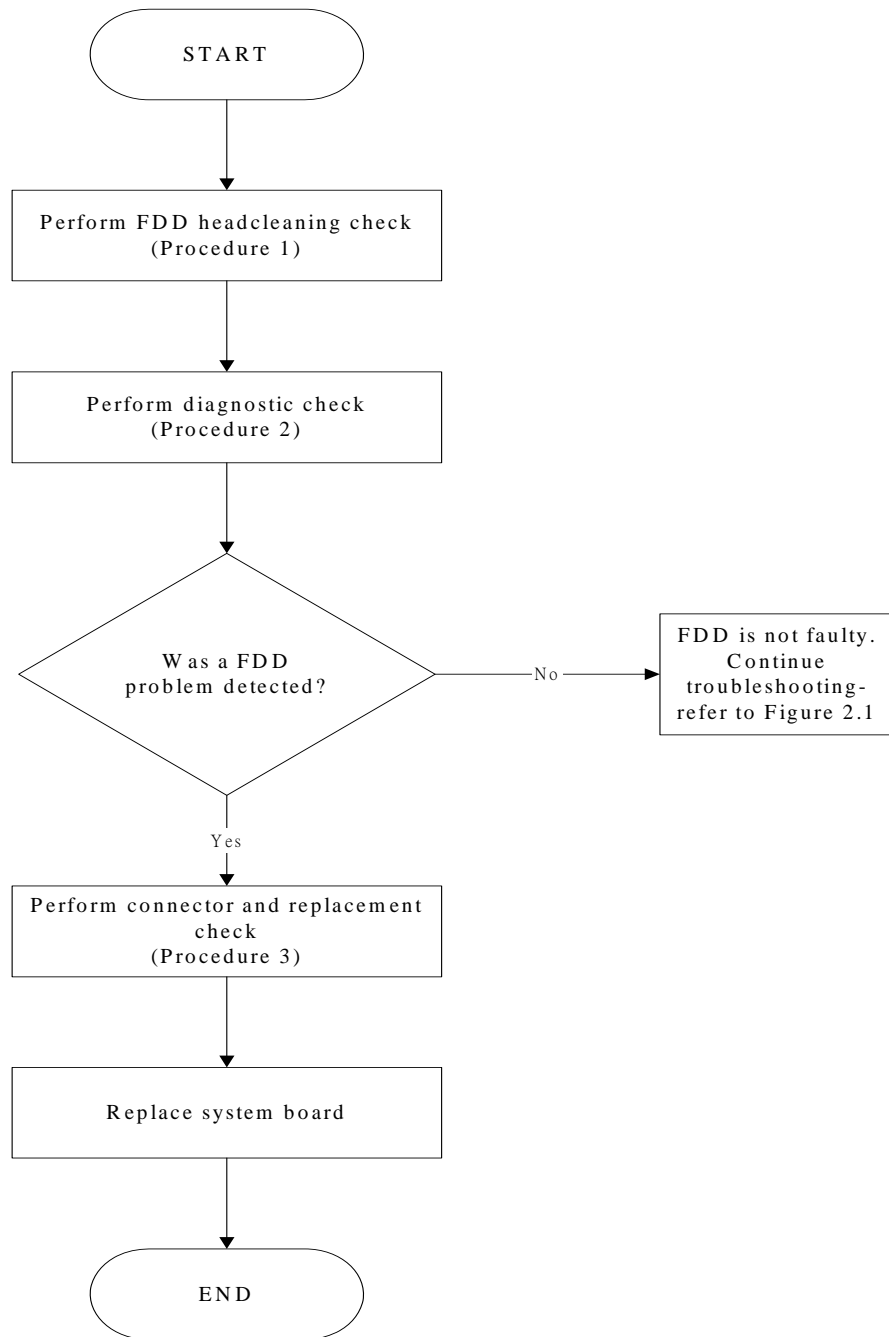 START
Perform FDD headcleaning check
(Procedure 1)
Perform diagnostic check
(Procedure 2)
Was a FDD
problem detected?
No
FDD is not faulty.
Continue
troubleshooting-
refer to Figure 2.1
Yes
Perform connector and replacement
check
(Procedure 3)
Replace system board
END